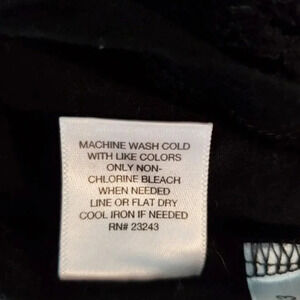 MACHINE WASH COLD
WITH LIKE COLORS
ONLY NON-
CHLORINE BLEACH
WHEN NEEDED
LINE OR FLAT DRY
COOL IRON IF NEEDED
RN# 23243